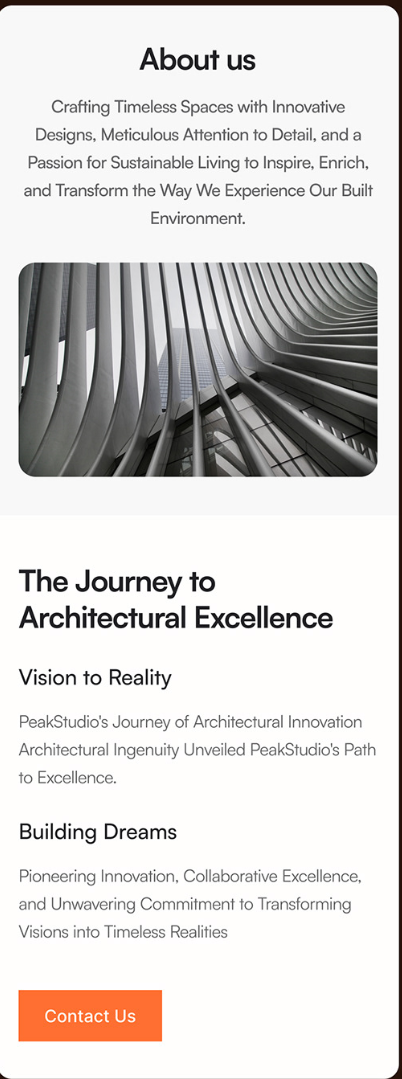 About us
Crafting Timeless Spaces with Innovative
Designs, Meticulous Attention to Detail, and a
Passion for Sustainable Living to Inspire, Enrich,
and Transform the Way We Experience Our Built
Environment.
The Journey to
Architectural Excellence
Vision to Reality
PeakStudio's Journey of Architectural Innovation
Architectural Ingenuity Unveiled PeakStudio's Path
to Excellence.
Building Dreams
Pioneering Innovation, Collaborative Excellence,
and Unwavering Commitment to Transforming
Visions into Timeless Realities
Contact Us